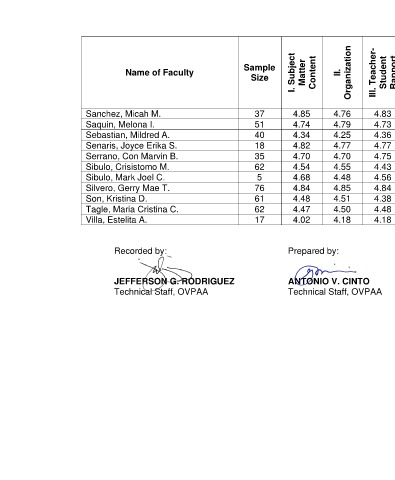 Name of Faculty
Sample
Size
I. Subject
Matter
Content
II.
Organization
III. Teacher-
Student
Rapport
Sanchez, Micah M. 37 4.85 4.76 4.83
Saquin, Melona I. 51 4.74 4.79 4.73
Sebastian, Mildred A. 40 4.34 4.25 4.36
Senaris, Joyce Erika S. 18 4.82 4.77 4.77
Serrano, Con Marvin B. 35 4.70 4.70 4.75
Sibulo, Crisistomo M. 62 4.54 4.55 4.43
Sibulo, Mark Joel C. 5 4.68 4.48 4.56
Silvero, Gerry Mae T. 76 4.84 4.85 4.84
Son, Kristina D. 61 4.48 4.51 4.38
Tagle, Maria Cristina C. 62 4.47 4.50 4.48
Villa, Estelita A. 17 4.02 4.18 4.18
Recorded by: Prepared by:
JEFFERSON G. RODRIGUEZ ANTONIO V. CINTO
Technical Staff, OVPAA Technical Staff, OVPAA